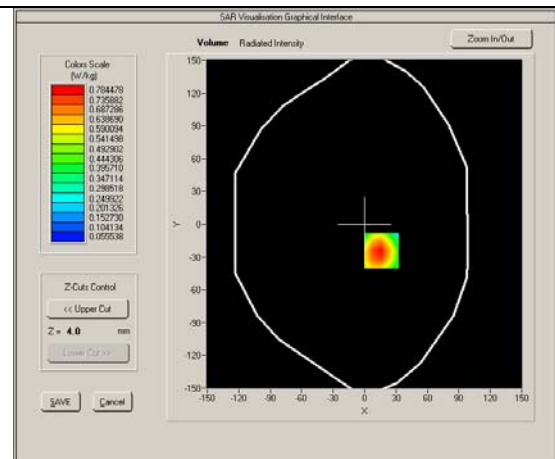 SAR Visualisation Graphical Interface
Volume Radiated Intensity
Zoom In/Out
Colors Scale
(W/kg)
0.784478
0.735882
0.687286
0.638690
0.590094
0.541498
0.492902
0.444306
0.395710
0.347114
0.298518
0.249922
0.201326
0.152730
0.104134
0.055538
Z-Cuts Control
<< Upper Cut
Z = 4.0 mm
Lower Cut >>
SAVE
Cancel
150
120
90
60
30
0
-30
-60
-90
-120
-150
Y
-150 -120 -90 -60 -30 0 30 60 90 120 150
X